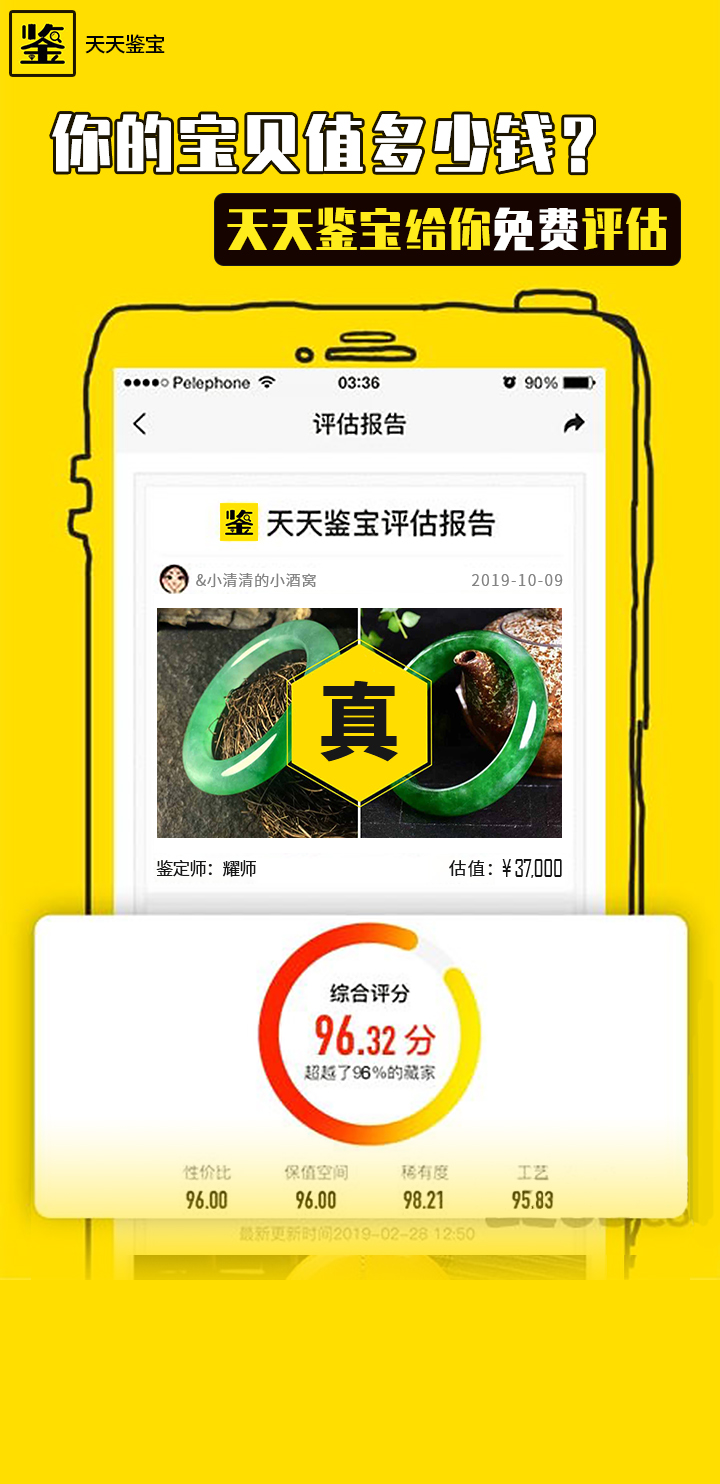 鉴 天天鉴宝
你的宝贝值多少钱?
天天鉴宝给你免费评估
Pelephone 03:36 90%
评估报告
鉴 天天鉴宝评估报告
&小清清的小酒窝 2019-10-09
真
鉴定师：耀师 估值：¥37,000
综合评分
96.32分
超越了96%的藏家
性价比 保值空间 稀有度 工艺
96.00 96.00 98.21 95.83
最新更新时间2019-02-28 12:50